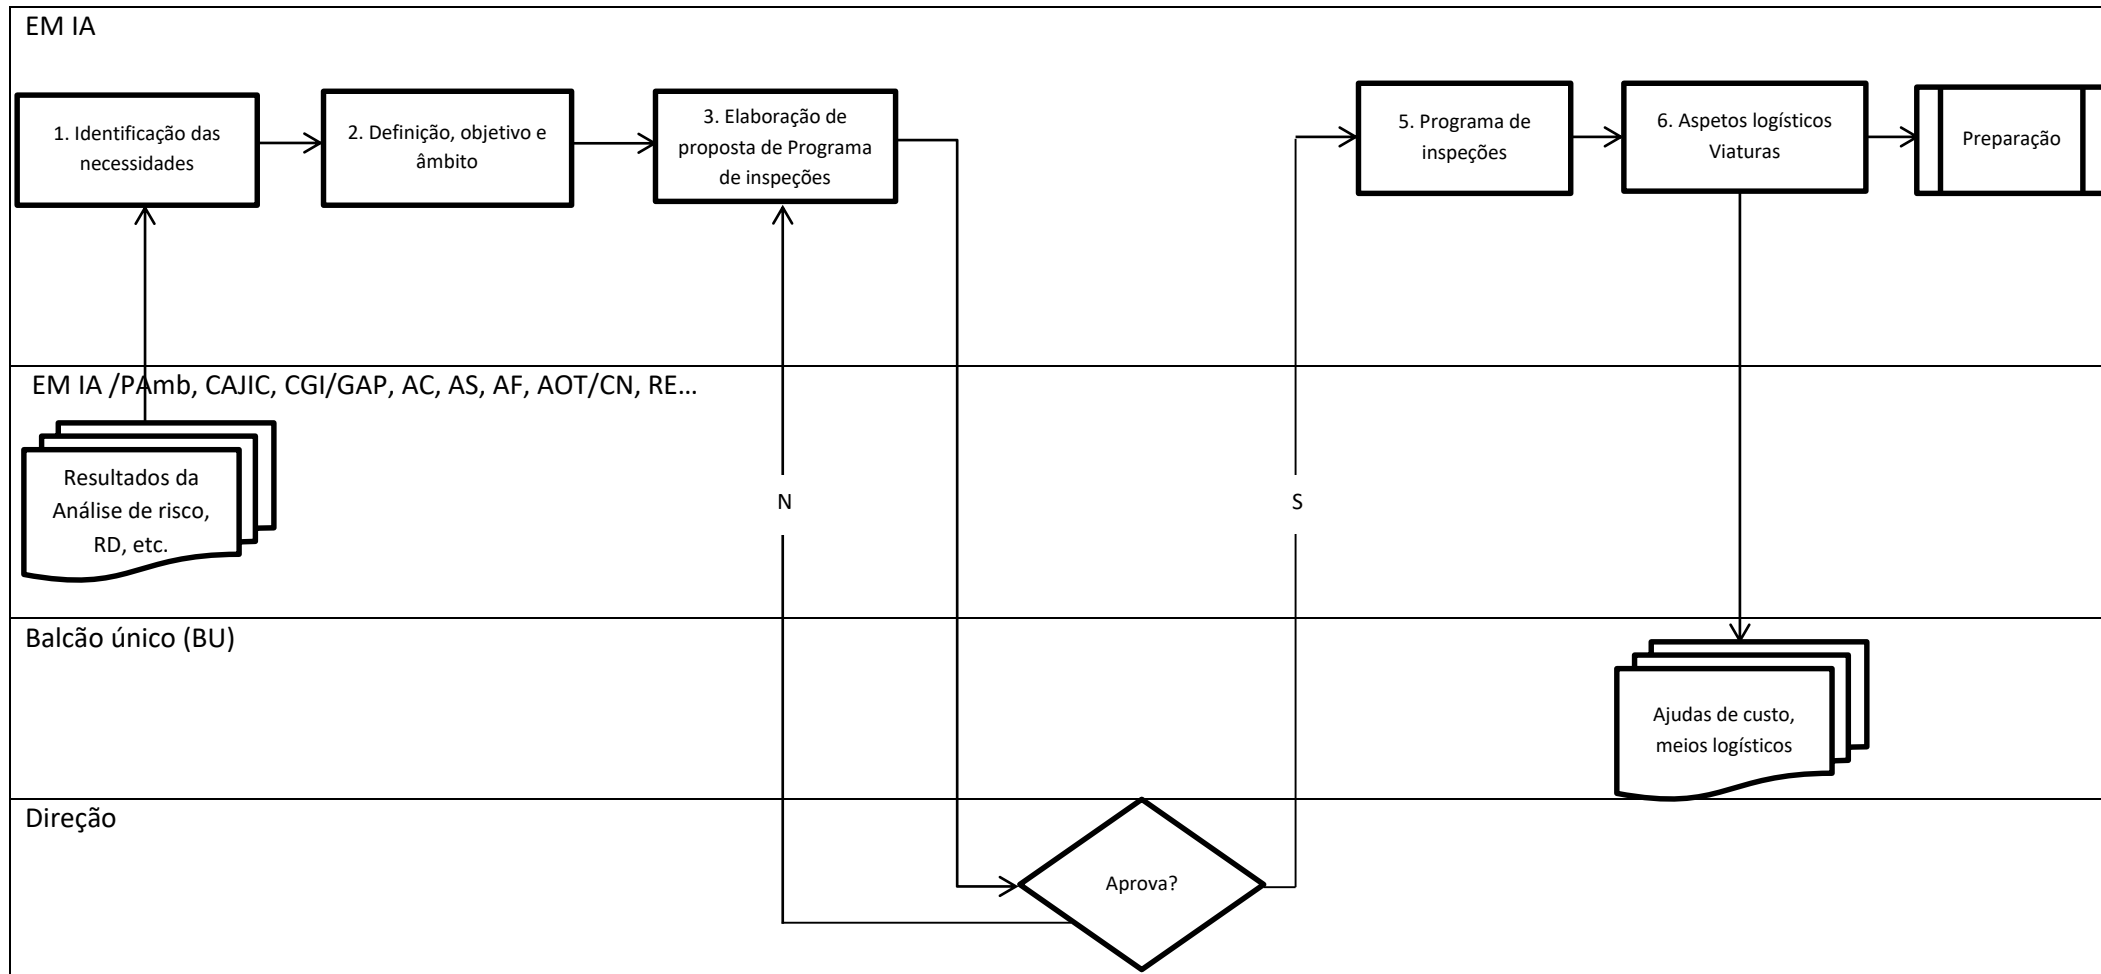 EM IA
1. Identificação das
necessidades
2. Definição, objetivo e
âmbito
3. Elaboração de
proposta de Programa
de inspeções
5. Programa de
inspeções
6. Aspetos logísticos
Viaturas
Preparação
EM IA /PAmb, CAJIC, CGI/GAP, AC, AS, AF, AOT/CN, RE...
Resultados da
Análise de risco,
RD, etc.
N
S
Balcão único (BU)
Ajudas de custo,
meios logísticos
Direção
Aprova?